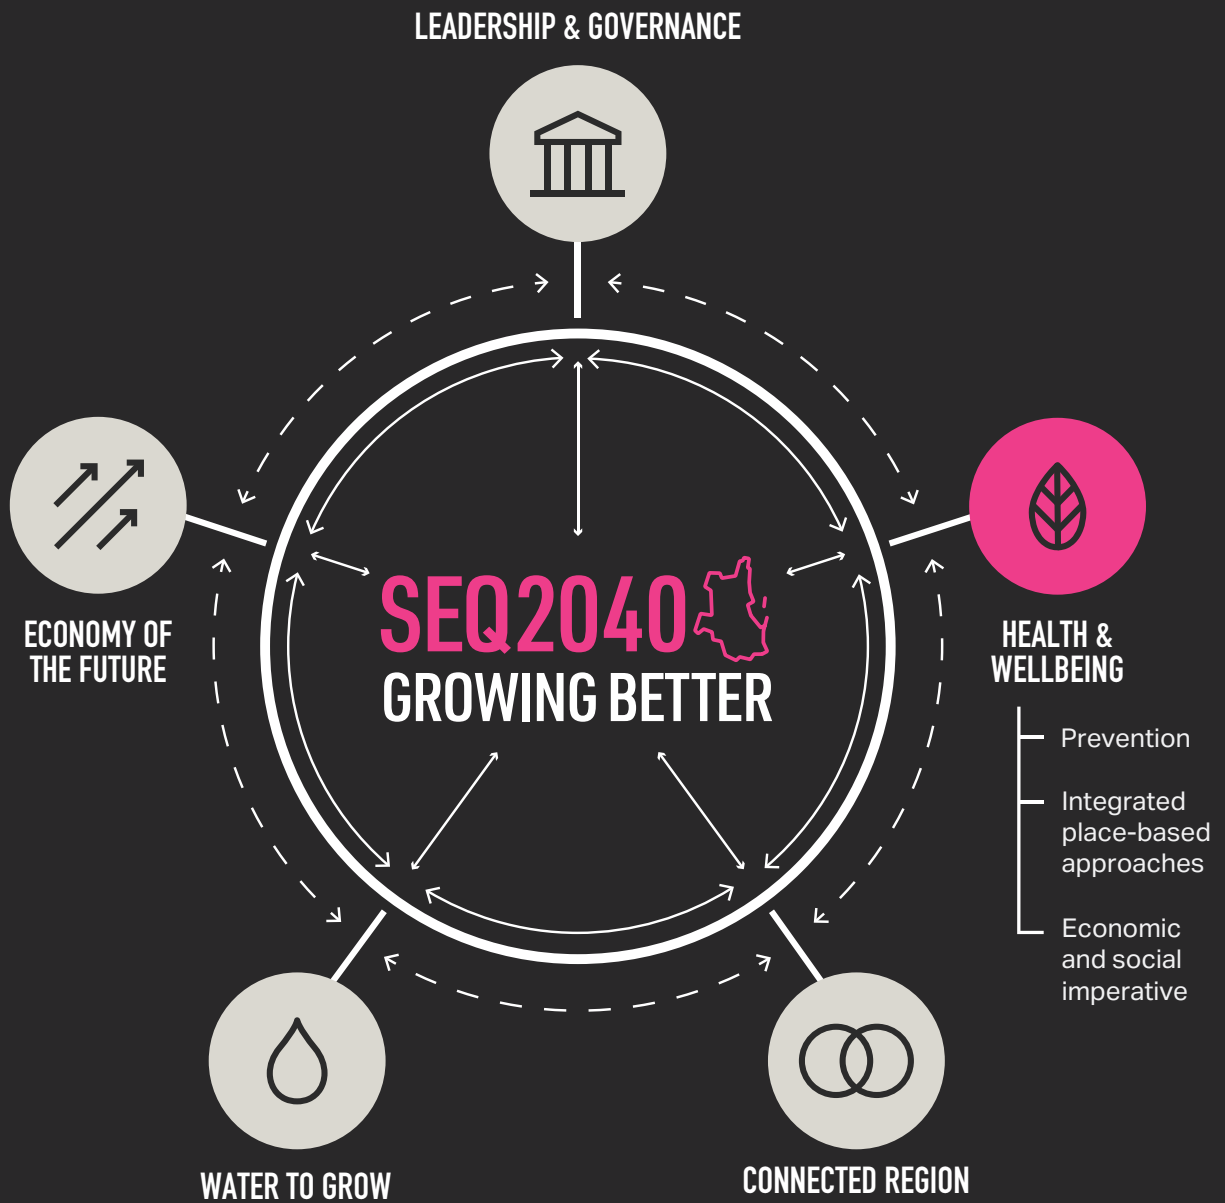 LEADERSHIP & GOVERNANCE
SEQ2040
GROWING BETTER
ECONOMY OF
THE FUTURE
HEALTH &
WELLBEING
Prevention
Integrated
place-based
approaches
Economic
and social
imperative
WATER TO GROW
CONNECTED REGION